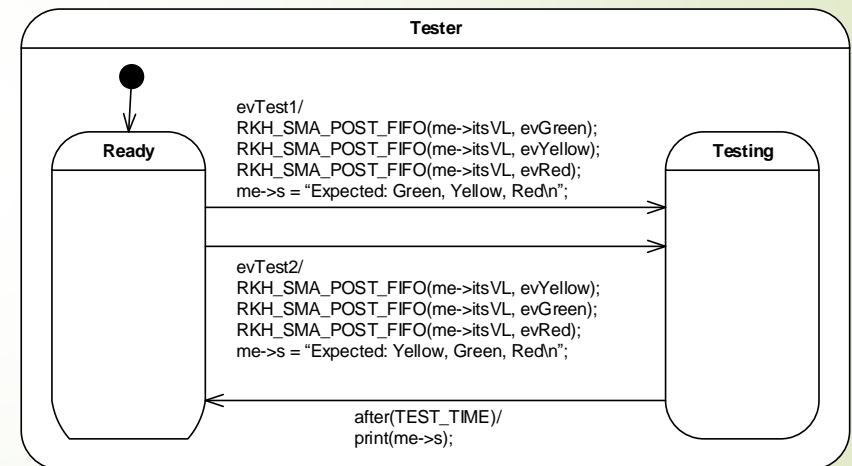 Tester
evTest1/
RKH_SMA_POST_FIFO(me->itsVL, evGreen);
RKH_SMA_POST_FIFO(me->itsVL, evYellow);
RKH_SMA_POST_FIFO(me->itsVL, evRed);
me->s = “Expected: Green, Yellow, Red\n”;
Ready
Testing
evTest2/
RKH_SMA_POST_FIFO(me->itsVL, evYellow);
RKH_SMA_POST_FIFO(me->itsVL, evGreen);
RKH_SMA_POST_FIFO(me->itsVL, evRed);
me->s = “Expected: Yellow, Green, Red\n”;
after(TEST_TIME)/
print(me->s);